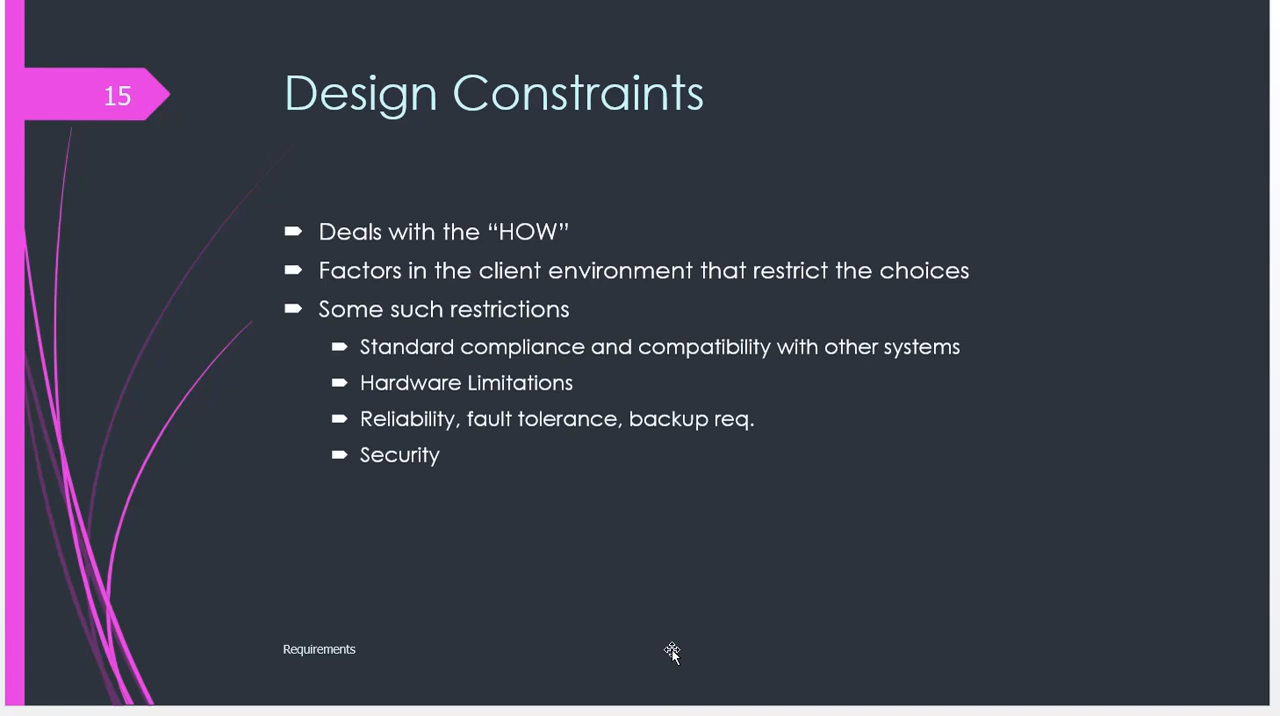 15
Design Constraints
Deals with the “HOW”
Factors in the client environment that restrict the choices
Some such restrictions
Standard compliance and compatibility with other systems
Hardware Limitations
Reliability, fault tolerance, backup req.
Security
Requirements